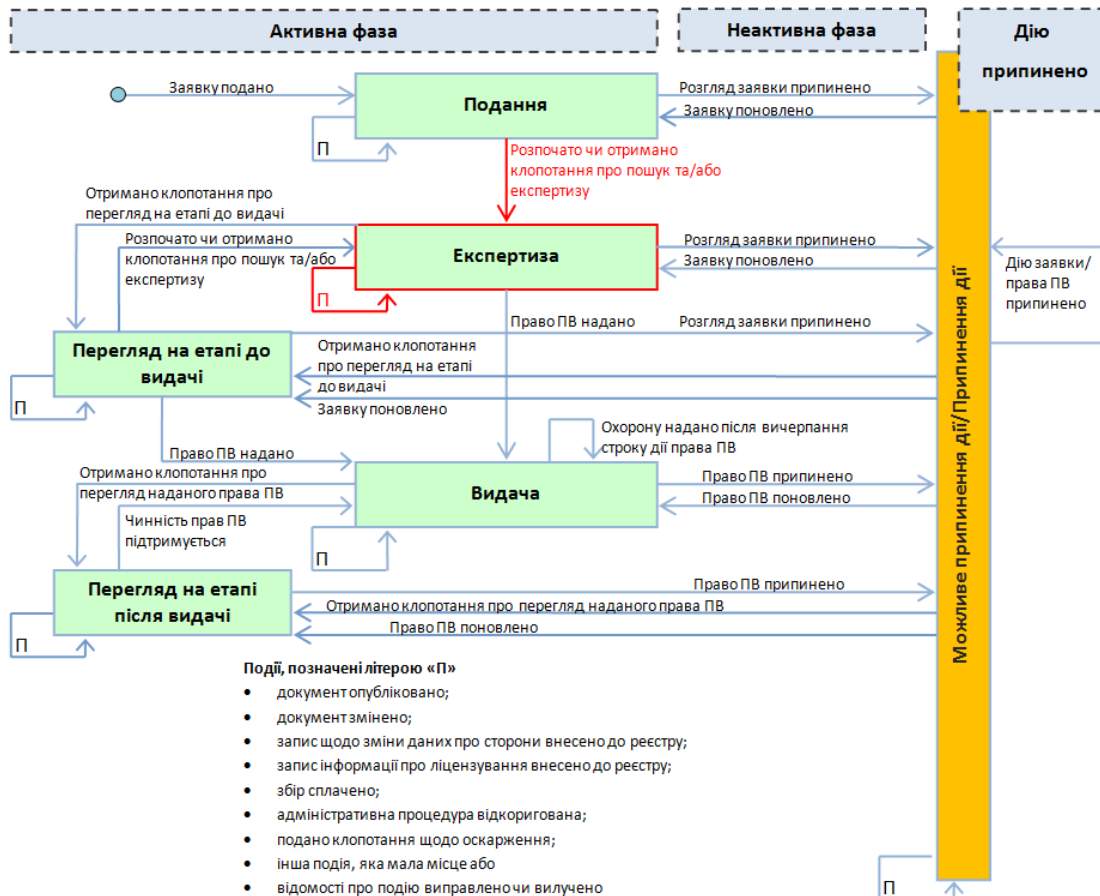 Активна фаза
Неактивна фаза
Дію
припинено
Заявку подано
Подання
Розгляд заявки припинено
Заявку поновлено
П
Розпочато чи отримано
клопотання про пошук та/або
експертизу
Отримано клопотання про
перегляд на етапі до видачі
Розпочато чи отримано
клопотання про пошук та/або
експертизу
Експертиза
Розгляд заявки припинено
Заявку поновлено
Дію заявки/
права ПВ
припинено
П
Право ПВ надано
Розгляд заявки припинено
Перегляд на етапі до
видачі
Отримано клопотання
про перегляд на етапі
до видачі
Заявку поновлено
П
Охорону надано після вичерпання
строку дії права ПВ
Право ПВ надано
Отримано клопотання про
перегляд наданого права ПВ
Видача
Право ПВ припинено
Право ПВ поновлено
Чинність прав ПВ
підтримується
П
Перегляд на етапі
після видачі
Право ПВ припинено
Отримано клопотання про перегляд наданого права ПВ
Право ПВ поновлено
П
Можливе припинення дії/Припинення дії
Події, позначені літерою «П»
• документ опубліковано;
• документ змінено;
• запис щодо зміни даних про сторони внесено до реєстру;
• запис інформації про ліцензування внесено до реєстру;
• збір сплачено;
• адміністративна процедура відкоригована;
• подано клопотання щодо оскарження;
• інша подія, яка мала місце або
• відомості про подію виправлено чи вилучено
П